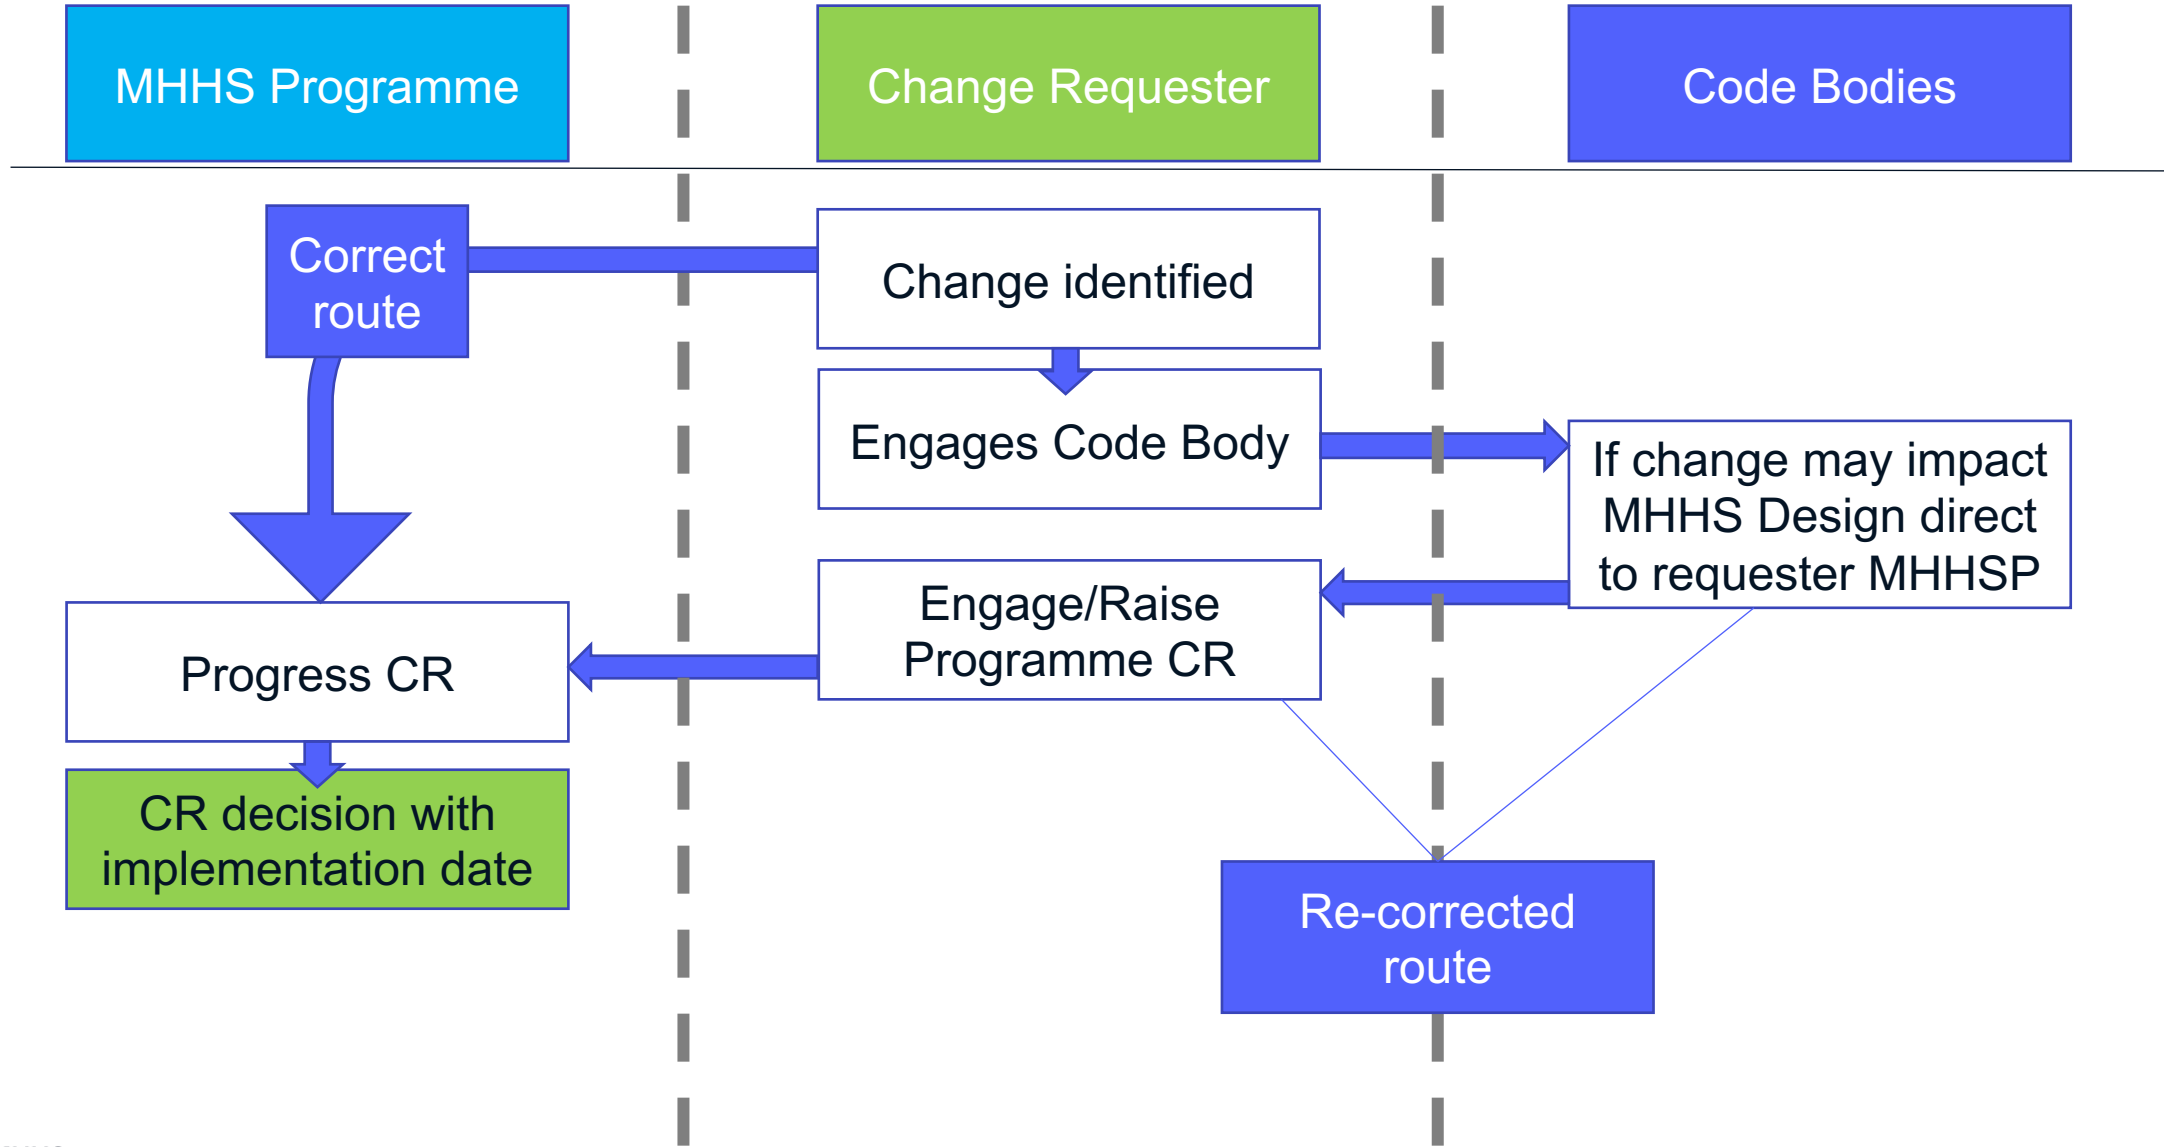 MHHS Programme
Change Requester
Code Bodies
Correct
route
Change identified
Engages Code Body
If change may impact
MHHS Design direct
to requester MHHSP
Engage/Raise
Programme CR
Progress CR
CR decision with
implementation date
Re-corrected
route